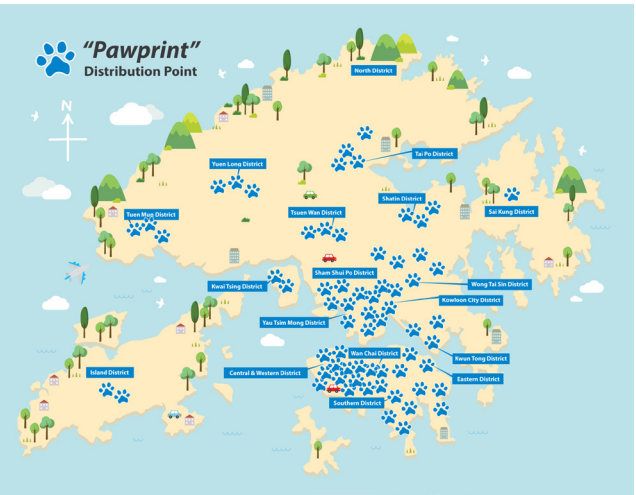 “Pawprint”
Distribution Point
North District
N
Tai Po District
Yuen Long District
Shatin District
Sai Kung District
Tuen Mun District
Tsuen Wan District
Sham Shui Po District
Kwai Tsing District
Wong Tai Sin District
Kowloon City District
Yau Tsim Mong District
Wan Chai District
Kwun Tong District
Central & Western District
Island District
Eastern District
Southern District